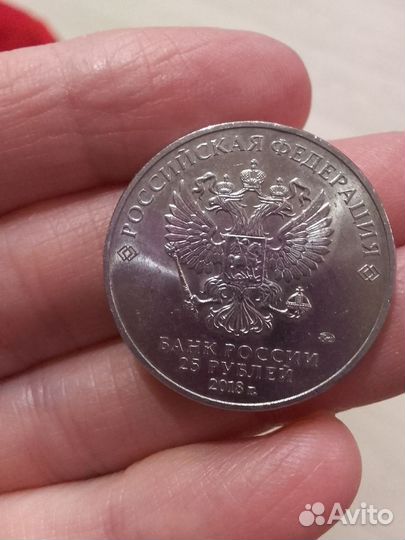 РОССИЙСКАЯ ФЕДЕРАЦИЯ
БАНК РОССИИ
25 РУБЛЕЙ
2018 г.
Avito